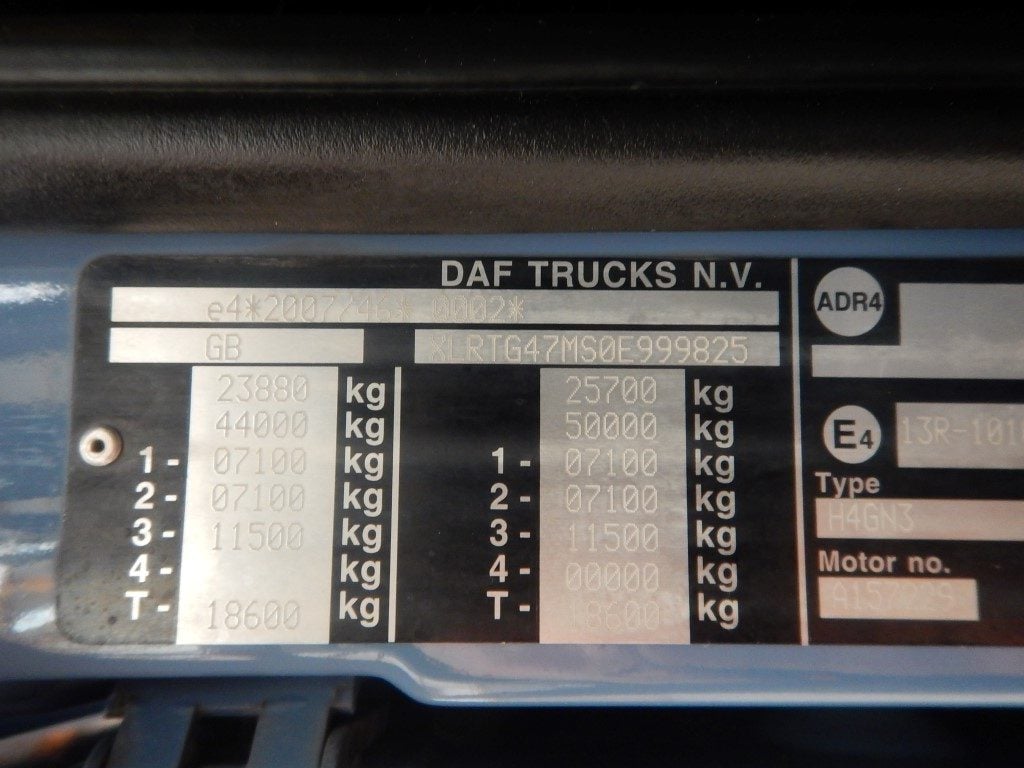 DAF TRUCKS N.V.
e4*2007/46* 0002*
GB XLRTG47MS0E999825
23880 kg 25700 kg
44000 kg 50000 kg
1 - 07100 kg 1 - 07100 kg
2 - 07100 kg 2 - 07100 kg
3 - 11500 kg 3 - 11500 kg
4 - kg 4 - 00000 kg
T - 18600 kg T - 18600 kg
ADR4
E4
Type
H4GN3
Motor no.